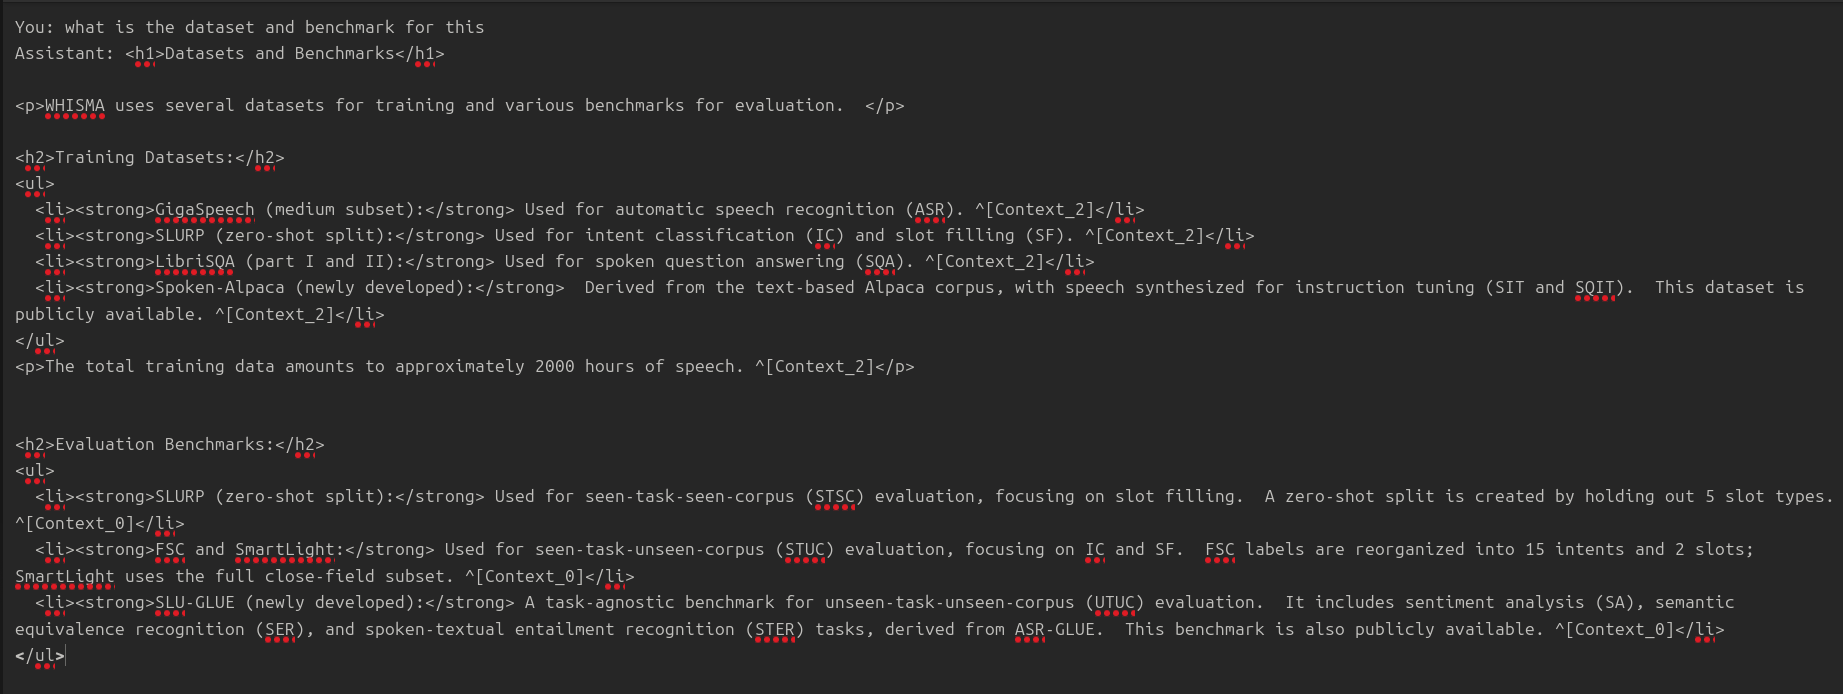 You: what is the dataset and benchmark for this
Assistant: <h1>Datasets and Benchmarks</h1>

<p>WHISMA uses several datasets for training and various benchmarks for evaluation.  </p>

<h2>Training Datasets:</h2>
<ul>
  <li><strong>GigaSpeech (medium subset):</strong> Used for automatic speech recognition (ASR). ^[Context_2]</li>
  <li><strong>SLURP (zero-shot split):</strong> Used for intent classification (IC) and slot filling (SF). ^[Context_2]</li>
  <li><strong>LibriSQA (part I and II):</strong> Used for spoken question answering (SQA). ^[Context_2]</li>
  <li><strong>Spoken-Alpaca (newly developed):</strong>  Derived from the text-based Alpaca corpus, with speech synthesized for instruction tuning (SIT and SQIT).  This dataset is
publicly available. ^[Context_2]</li>
</ul>
<p>The total training data amounts to approximately 2000 hours of speech. ^[Context_2]</p>


<h2>Evaluation Benchmarks:</h2>
<ul>
  <li><strong>SLURP (zero-shot split):</strong> Used for seen-task-seen-corpus (STSC) evaluation, focusing on slot filling.  A zero-shot split is created by holding out 5 slot types.
^[Context_0]</li>
  <li><strong>FSC and SmartLight:</strong> Used for seen-task-unseen-corpus (STUC) evaluation, focusing on IC and SF.  FSC labels are reorganized into 15 intents and 2 slots;
SmartLight uses the full close-field subset. ^[Context_0]</li>
  <li><strong>SLU-GLUE (newly developed):</strong> A task-agnostic benchmark for unseen-task-unseen-corpus (UTUC) evaluation.  It includes sentiment analysis (SA), semantic
equivalence recognition (SER), and spoken-textual entailment recognition (STER) tasks, derived from ASR-GLUE.  This benchmark is also publicly available. ^[Context_0]</li>
</ul>